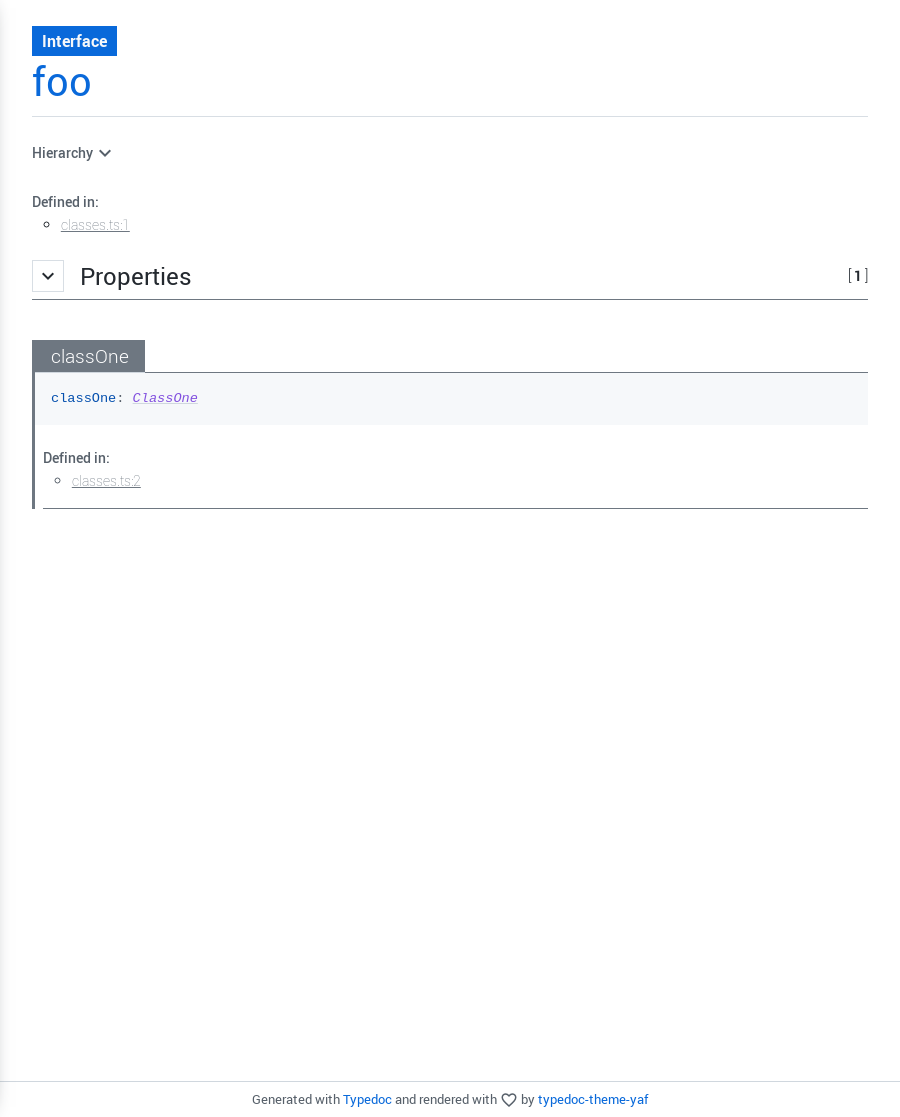 Interface
foo
Hierarchy
Defined in:
classes.ts:1
Properties [ 1 ]
classOne
classOne: ClassOne
Defined in:
classes.ts:2
Generated with Typedoc and rendered with by typedoc-theme-yaf